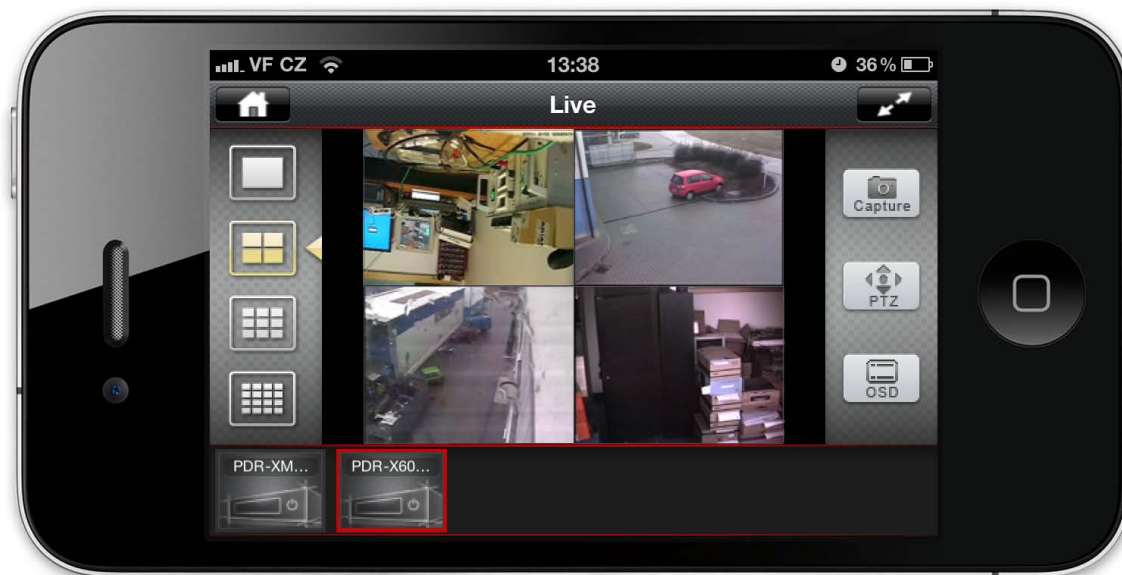 VF CZ 13:38 36%
Live
Capture
PTZ
OSD
PDR-XM... PDR-X60...